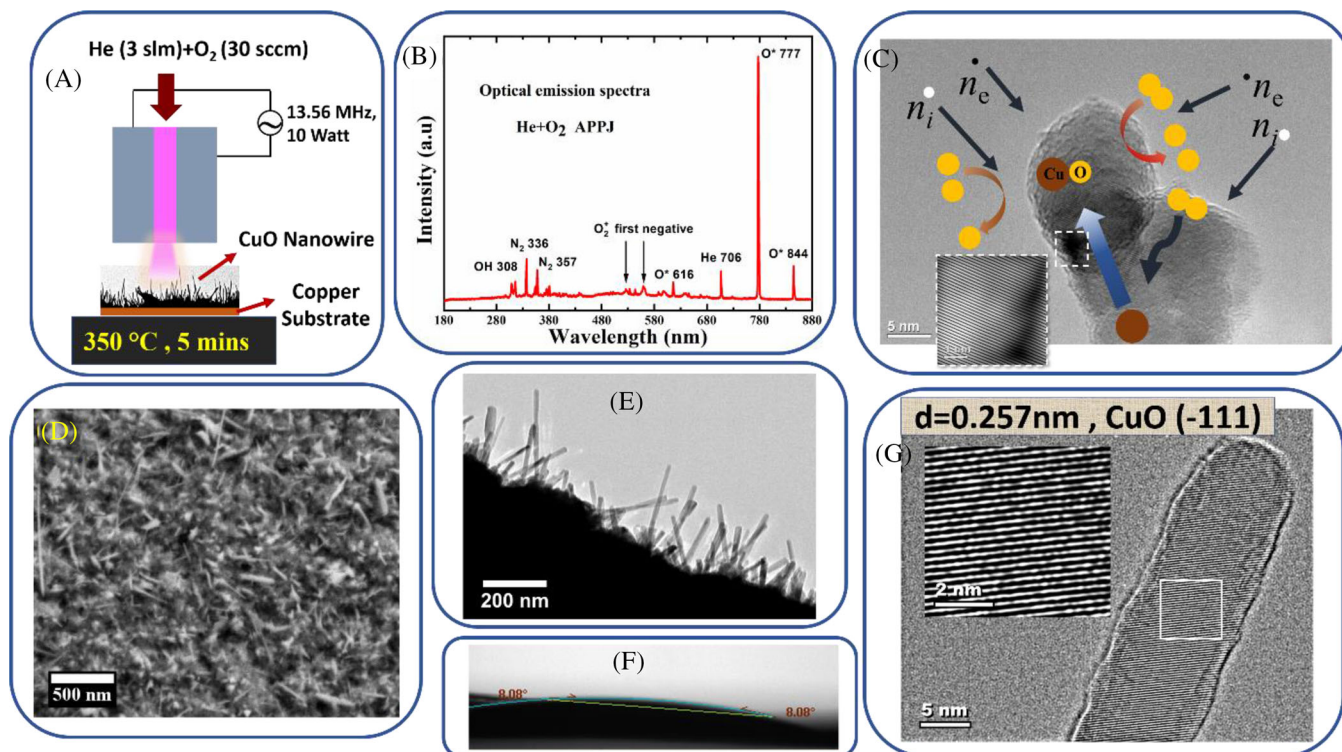 (A)
He (3 slm)+O₂ (30 sccm)
13.56 MHz,
10 Watt
CuO Nanowire
Copper
Substrate
350 °C , 5 mins
(B)
Optical emission spectra
He+O₂ APPJ
Intensity (a.u)
OH 308
N₂ 336
N₂ 357
O₂⁺ first negative
O* 616
He 706
O* 777
O* 844
180 280 380 480 580 680 780 880
Wavelength (nm)
(C)
nₑ
nᵢ
nₑ
nᵢ
Cu O
5 nm
(D)
500 nm
(E)
200 nm
(F)
8.08°
8.08°
(G)
d=0.257nm , CuO (-111)
2 nm
5 nm